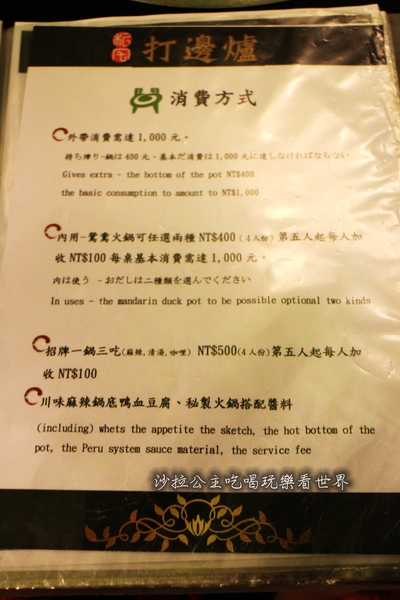 打邊爐
消費方式
外帶消費需達1,000元。
持ち帰り-鍋は400元、基本だ消費は1,000元に達しなければならない
Gives extra - the bottom of the pot NT$400
the basic consumption to amount to NT$1,000
內用-鴛鴦火鍋可任選兩種 NT$400 (4人份) 第五人起每人加
收 NT$100 每桌基本消費需達 1,000 元。
内は使う -おだしは二種類を選んでください
In uses - the mandarin duck pot to be possible optional two kinds
招牌一鍋三吃(麻辣,清湯,咖哩) NT$500(4人份)第五人起每人加
收 NT$100
川味麻辣鍋底鴨血豆腐、秘製火鍋搭配醬料
(including) whets the appetite the sketch, the hot bottom of the
pot, the Peru system sauce material, the service fee
沙拉公主吃喝玩樂看世界